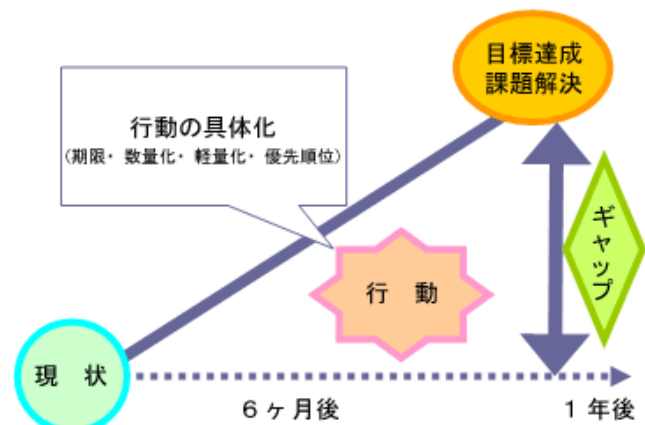 目標達成
課題解決
行動の具体化
（期限・数量化・軽量化・優先順位）
ギャップ
行　動
現　状
６ヶ月後
１年後